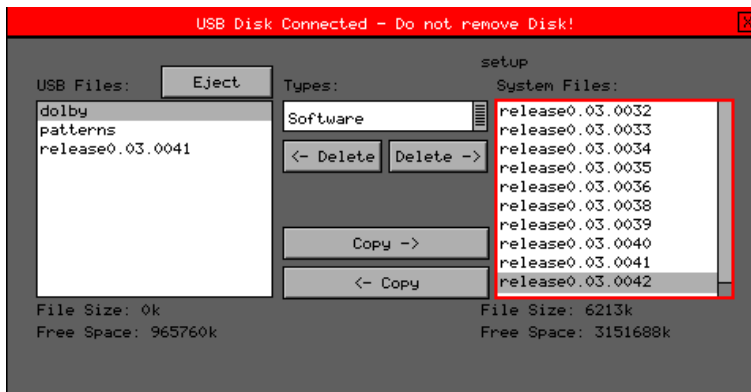 USB Disk Connected - Do not remove Disk!
X
setup
USB Files:
Eject
Types:
System Files:
dolby
patterns
release0.03.0041
Software
<- Delete
Delete ->
Copy ->
<- Copy
release0.03.0032
release0.03.0033
release0.03.0034
release0.03.0035
release0.03.0036
release0.03.0038
release0.03.0039
release0.03.0040
release0.03.0041
release0.03.0042
File Size: 0k
Free Space: 965760k
File Size: 6213k
Free Space: 3151688k